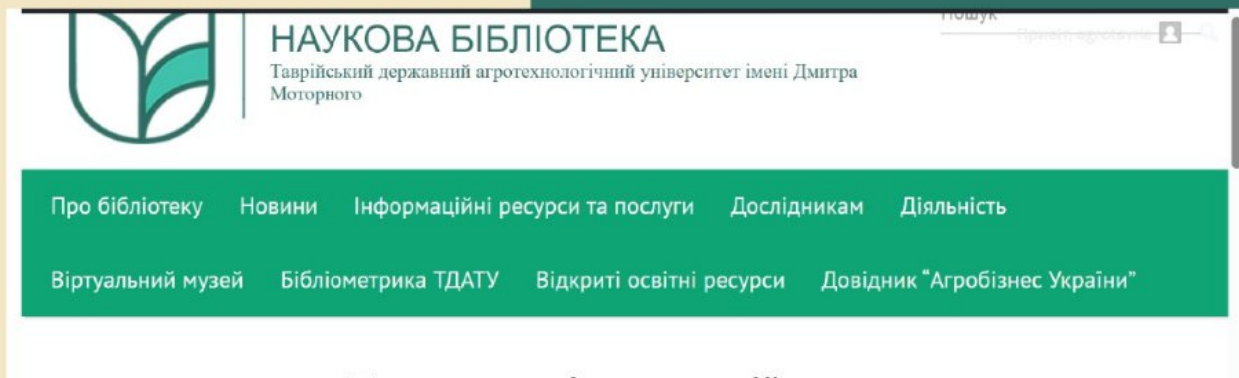 Пошук
НАУКОВА БІБЛІОТЕКА
Таврійський державний агротехнологічний університет імені Дмитра
Моторного
Про бібліотеку Новини Інформаційні ресурси та послуги Дослідникам Діяльність
Віртуальний музей Бібліометрика ТДАТУ Відкриті освітні ресурси Довідник “Агробізнес України”